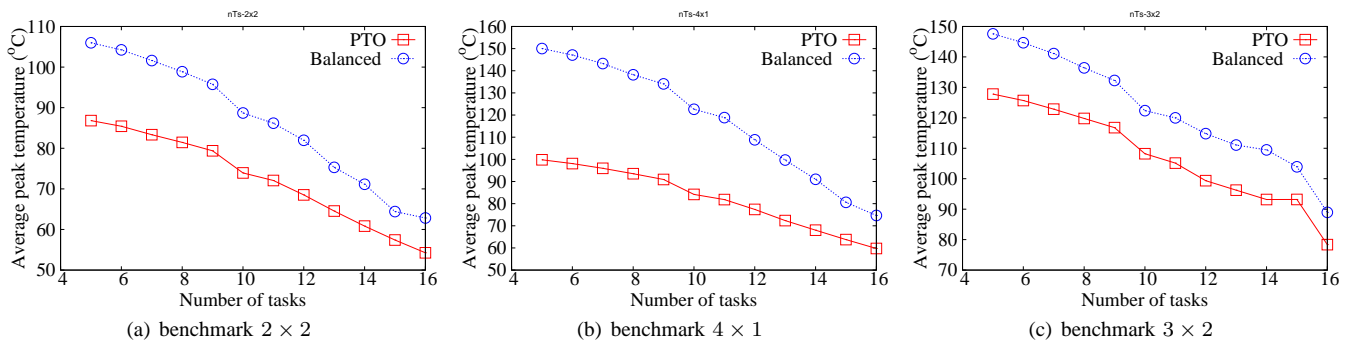 nTs-2x2
110
100
90
80
70
60
50
Average peak temperature (°C)
PTO
Balanced
4 6 8 10 12 14 16
Number of tasks
(a) benchmark 2 × 2
nTs-4x1
160
150
140
130
120
110
100
90
80
70
60
50
Average peak temperature (°C)
PTO
Balanced
4 6 8 10 12 14 16
Number of tasks
(b) benchmark 4 × 1
nTs-3x2
150
140
130
120
110
100
90
80
70
Average peak temperature (°C)
PTO
Balanced
4 6 8 10 12 14 16
Number of tasks
(c) benchmark 3 × 2